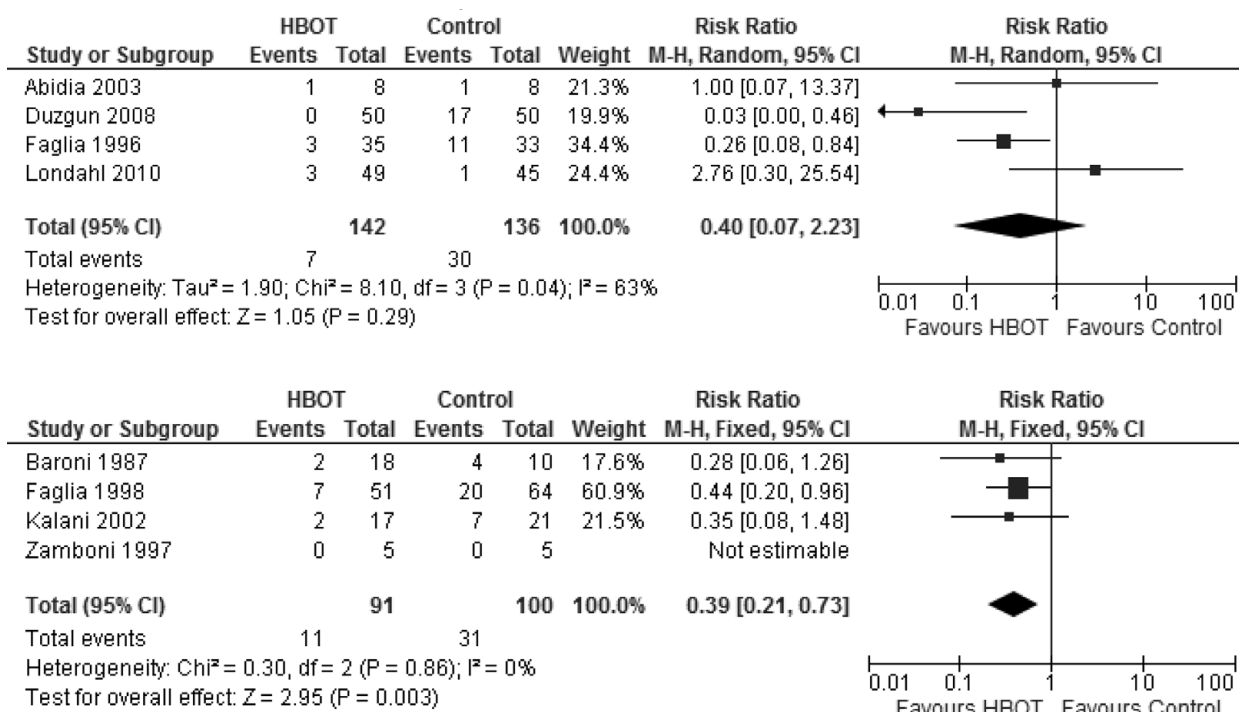 HBOT Control Risk Ratio Risk Ratio
Study or Subgroup Events Total Events Total Weight M-H, Random, 95% CI M-H, Random, 95% CI
Abidia 2003 1 8 1 8 21.3% 1.00 [0.07, 13.37]
Duzgun 2008 0 50 17 50 19.9% 0.03 [0.00, 0.46]
Faglia 1996 3 35 11 33 34.4% 0.26 [0.08, 0.84]
Londahl 2010 3 49 1 45 24.4% 2.76 [0.30, 25.54]
Total (95% CI) 142 136 100.0% 0.40 [0.07, 2.23]
Total events 7 30
Heterogeneity: Tau² = 1.90; Chi² = 8.10, df = 3 (P = 0.04); I² = 63%
Test for overall effect: Z = 1.05 (P = 0.29)
0.01 0.1 1 10 100
Favours HBOT Favours Control
HBOT Control Risk Ratio Risk Ratio
Study or Subgroup Events Total Events Total Weight M-H, Fixed, 95% CI M-H, Fixed, 95% CI
Baroni 1987 2 18 4 10 17.6% 0.28 [0.06, 1.26]
Faglia 1998 7 51 20 64 60.9% 0.44 [0.20, 0.96]
Kalani 2002 2 17 7 21 21.5% 0.35 [0.08, 1.48]
Zamboni 1997 0 5 0 5 Not estimable
Total (95% CI) 91 100 100.0% 0.39 [0.21, 0.73]
Total events 11 31
Heterogeneity: Chi² = 0.30, df = 2 (P = 0.86); I² = 0%
Test for overall effect: Z = 2.95 (P = 0.003)
0.01 0.1 1 10 100
Favours HBOT Favours Control